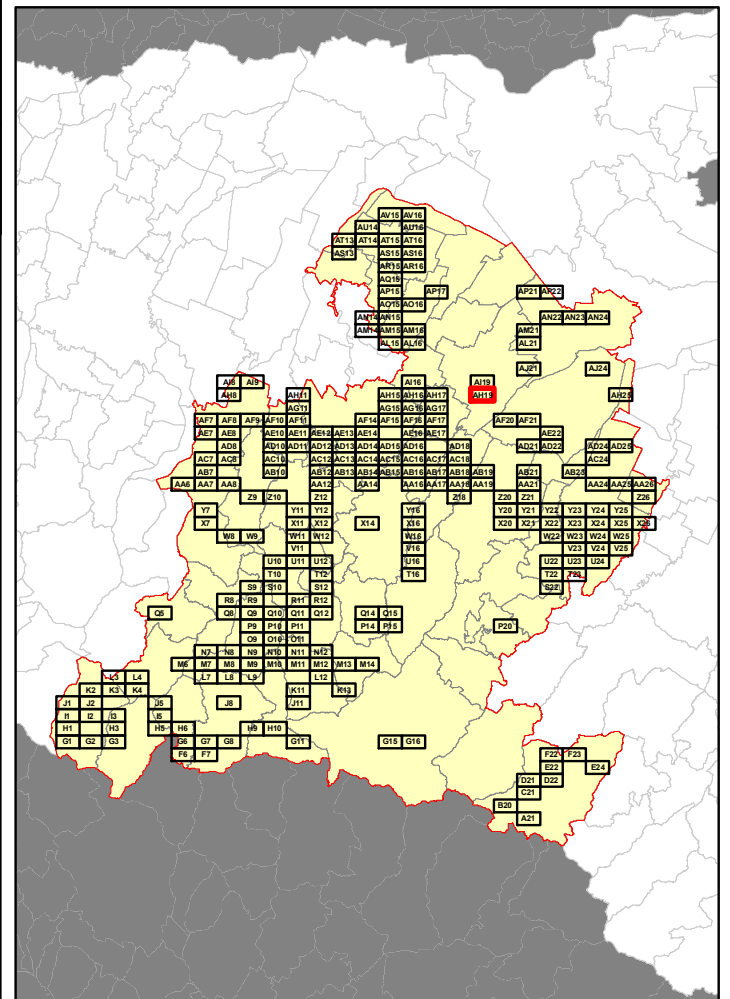 AV15 AV16
AU14 AU16
AT13 AT14 AT15 AT16
AS13 AS15 AS16
AR15 AR16
AQ15
AP15 AP17 AP21 AP22
AO15 AO16
AN14 AN15 AN22 AN23 AN24
AM14 AM15 AM16 AM21
AL15 AL16 AL21
AJ21 AJ24
AI8 AI9 AI16 AI19
AH8 AH11 AH15 AH16 AH17 AH19 AH25
AG11 AG15 AG16 AG17
AF7 AF8 AF9 AF10 AF11 AF14 AF15 AF16 AF17 AF20 AF21
AE7 AE8 AE10 AE11 AE12 AE13 AE14 AE16 AE17 AE22
AD8 AD10 AD11 AD12 AD13 AD14 AD15 AD16 AD18 AD21 AD22 AD24 AD25
AC7 AC8 AC10 AC12 AC13 AC14 AC15 AC16 AC17 AC18 AC24
AB7 AB10 AB12 AB13 AB14 AB15 AB16 AB17 AB18 AB19 AB21 AB23
AA6 AA7 AA8 AA12 AA14 AA16 AA17 AA18 AA19 AA21 AA24 AA25 AA26
Z9 Z10 Z12 Z18 Z20 Z21 Z26
Y7 Y11 Y12 Y16 Y20 Y21 Y22 Y23 Y24 Y25
X7 X11 X12 X14 X16 X20 X21 X22 X23 X24 X25 X26
W8 W9 W11 W12 W16 W22 W23 W24 W25
V11 V16 V23 V24 V25
U10 U11 U12 U16 U22 U23 U24
T10 T12 T16 T22 T23
S9 S10 S12 S22
R8 R9 R11 R12
Q5 Q8 Q9 Q10 Q11 Q12 Q14 Q15
P9 P10 P11 P14 P15 P20
O9 O10 O11
N7 N8 N9 N10 N11 N12
M6 M7 M8 M9 M10 M11 M12 M13 M14
L3 L4 L7 L8 L9 L12
K2 K3 K4 K11 K13
J1 J2 J5 J8 J11
I1 I2 I3 I5
H1 H3 H5 H6 H9 H10
G1 G2 G3 G6 G7 G8 G11 G15 G16
F6 F7 F22 F23
E22 E24
D21 D22
C21
B20
A21